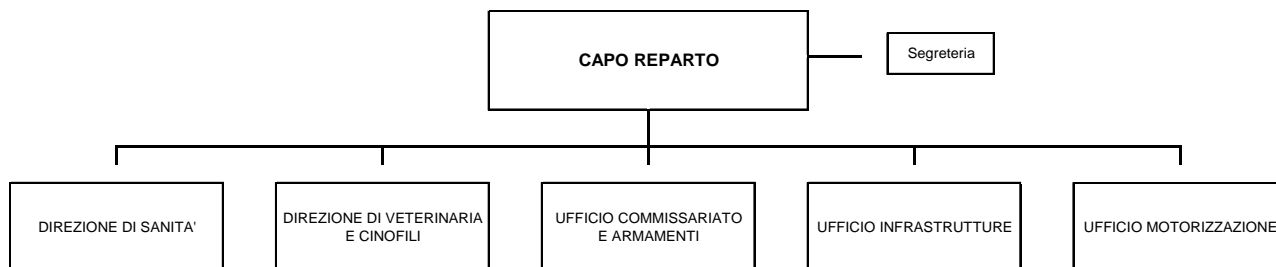 CAPO REPARTO
Segreteria
DIREZIONE DI SANITA'
DIREZIONE DI VETERINARIA
E CINOFILI
UFFICIO COMMISSARIATO
E ARMAMENTI
UFFICIO INFRASTRUTTURE
UFFICIO MOTORIZZAZIONE